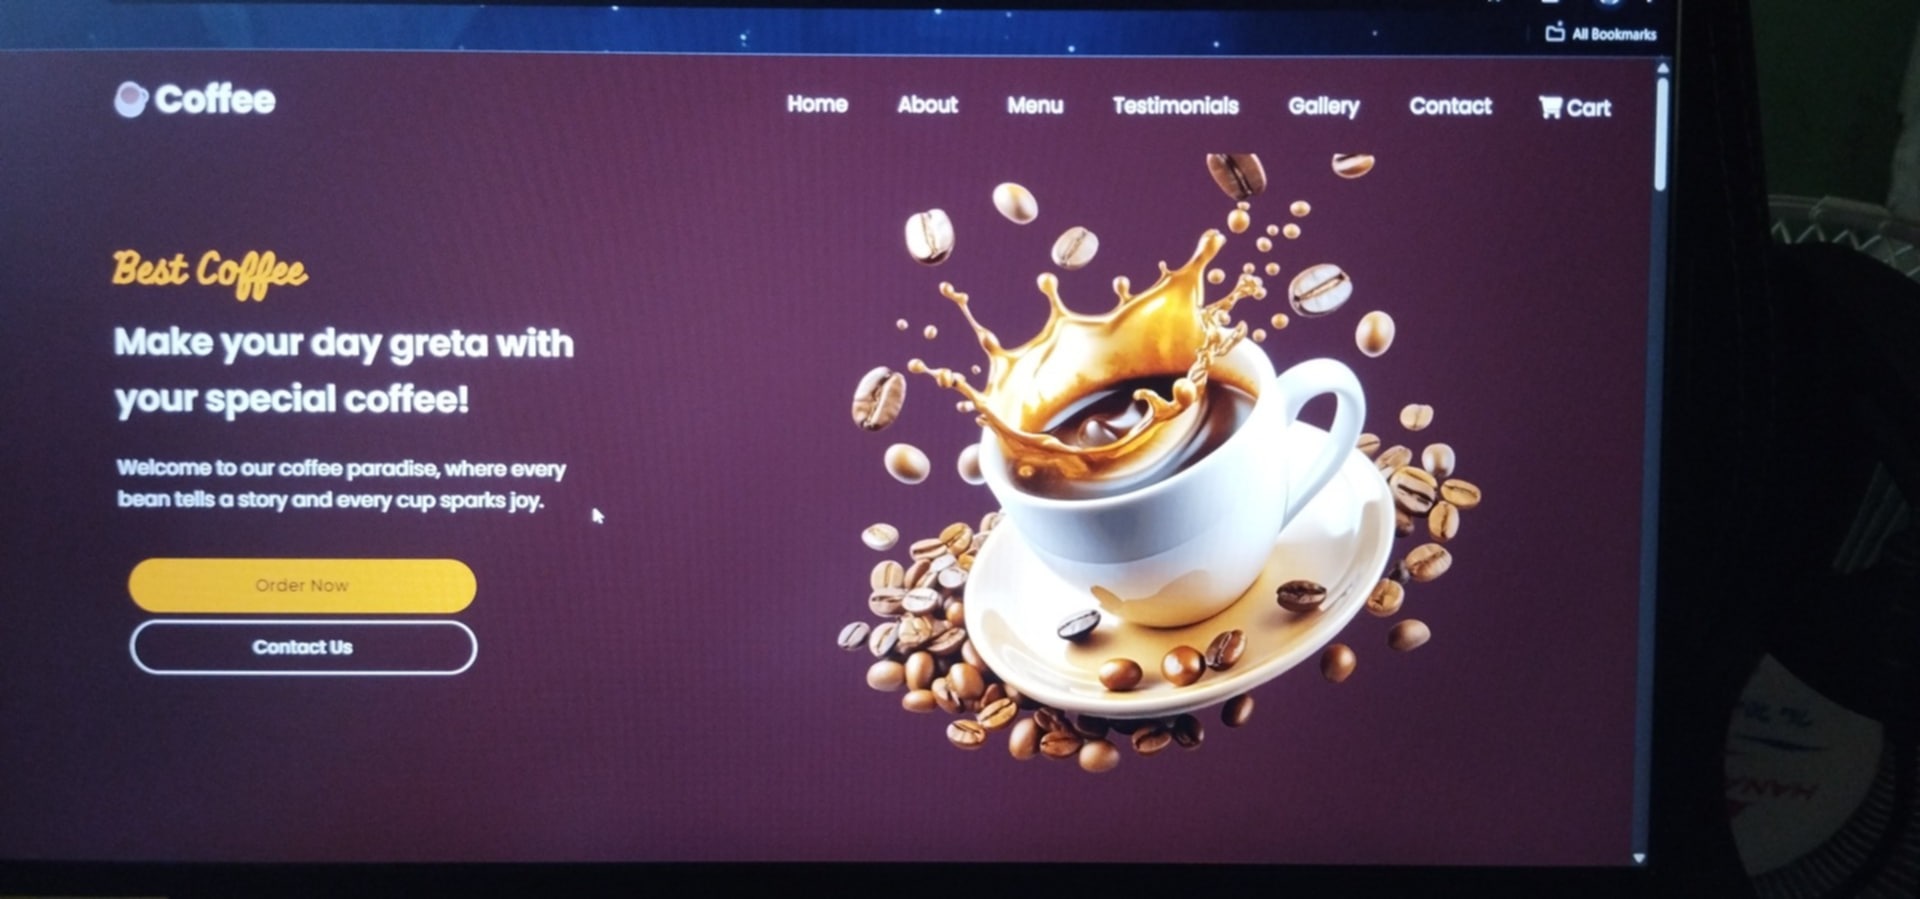 All Bookmarks
Coffee
Home About Menu Testimonials Gallery Contact Cart
Best Coffee
Make your day greta with
your special coffee!
Welcome to our coffee paradise, where every
bean tells a story and every cup sparks joy.
Order Now
Contact Us